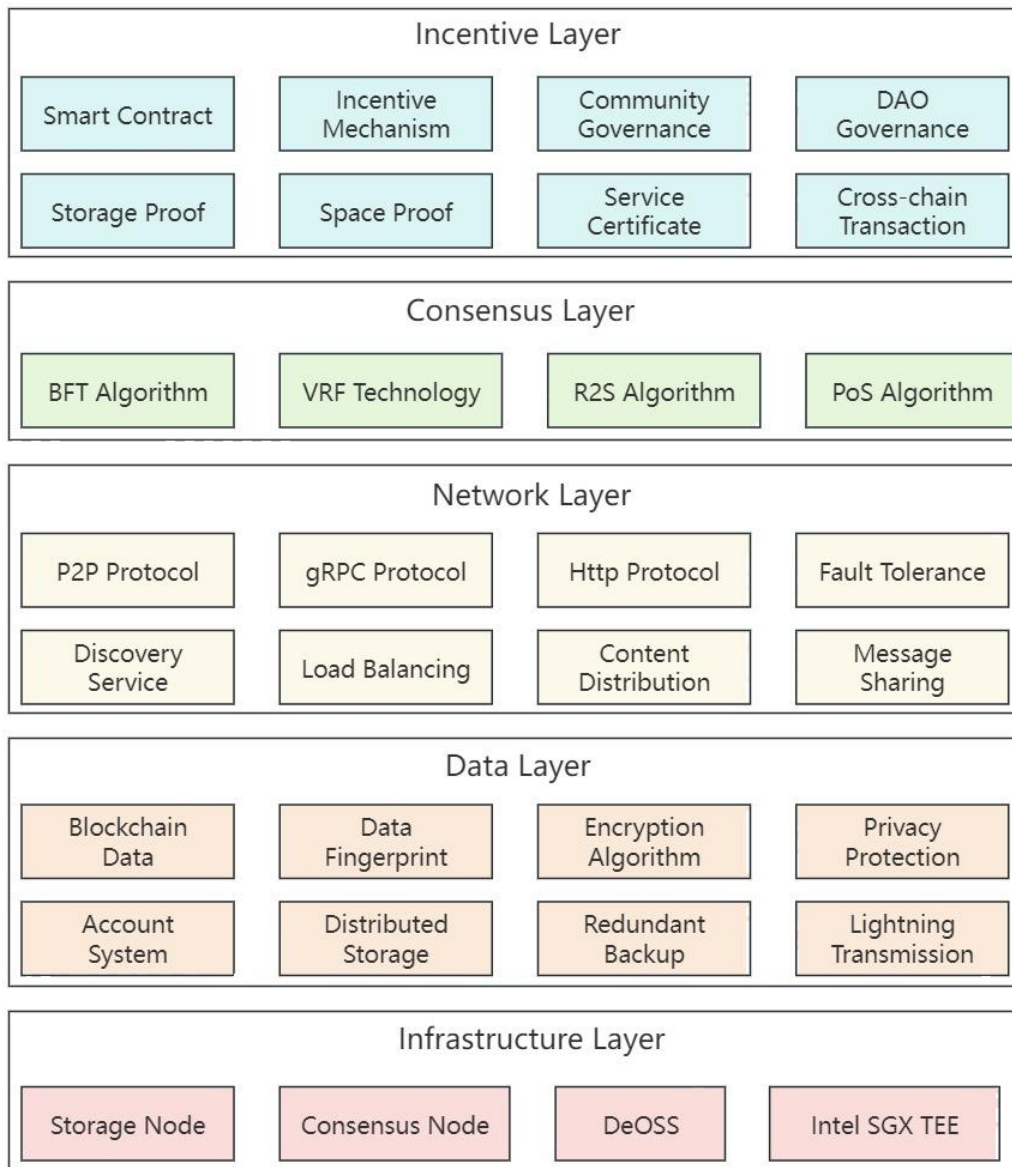 Incentive Layer
Smart Contract
Incentive
Mechanism
Community
Governance
DAO
Governance
Storage Proof
Space Proof
Service
Certificate
Cross-chain
Transaction
Consensus Layer
BFT Algorithm
VRF Technology
R2S Algorithm
PoS Algorithm
Network Layer
P2P Protocol
gRPC Protocol
Http Protocol
Fault Tolerance
Discovery
Service
Load Balancing
Content
Distribution
Message
Sharing
Data Layer
Blockchain
Data
Data
Fingerprint
Encryption
Algorithm
Privacy
Protection
Account
System
Distributed
Storage
Redundant
Backup
Lightning
Transmission
Infrastructure Layer
Storage Node
Consensus Node
DeOSS
Intel SGX TEE